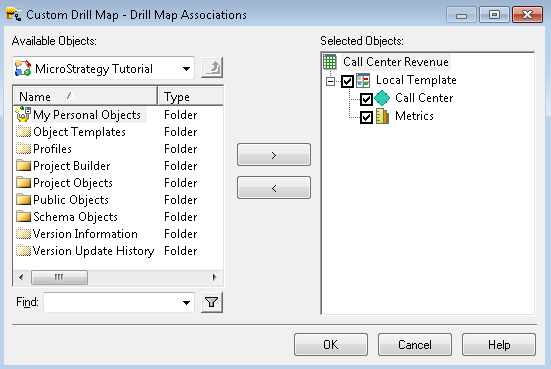 Custom Drill Map - Drill Map Associations
Available Objects:
MicroStrategy Tutorial
Name Type
My Personal Objects Folder
Object Templates Folder
Profiles Folder
Project Builder Folder
Project Objects Folder
Public Objects Folder
Schema Objects Folder
Version Information Folder
Version Update History Folder
Find:
>
<
Selected Objects:
Call Center Revenue
Local Template
Call Center
Metrics
OK Cancel Help